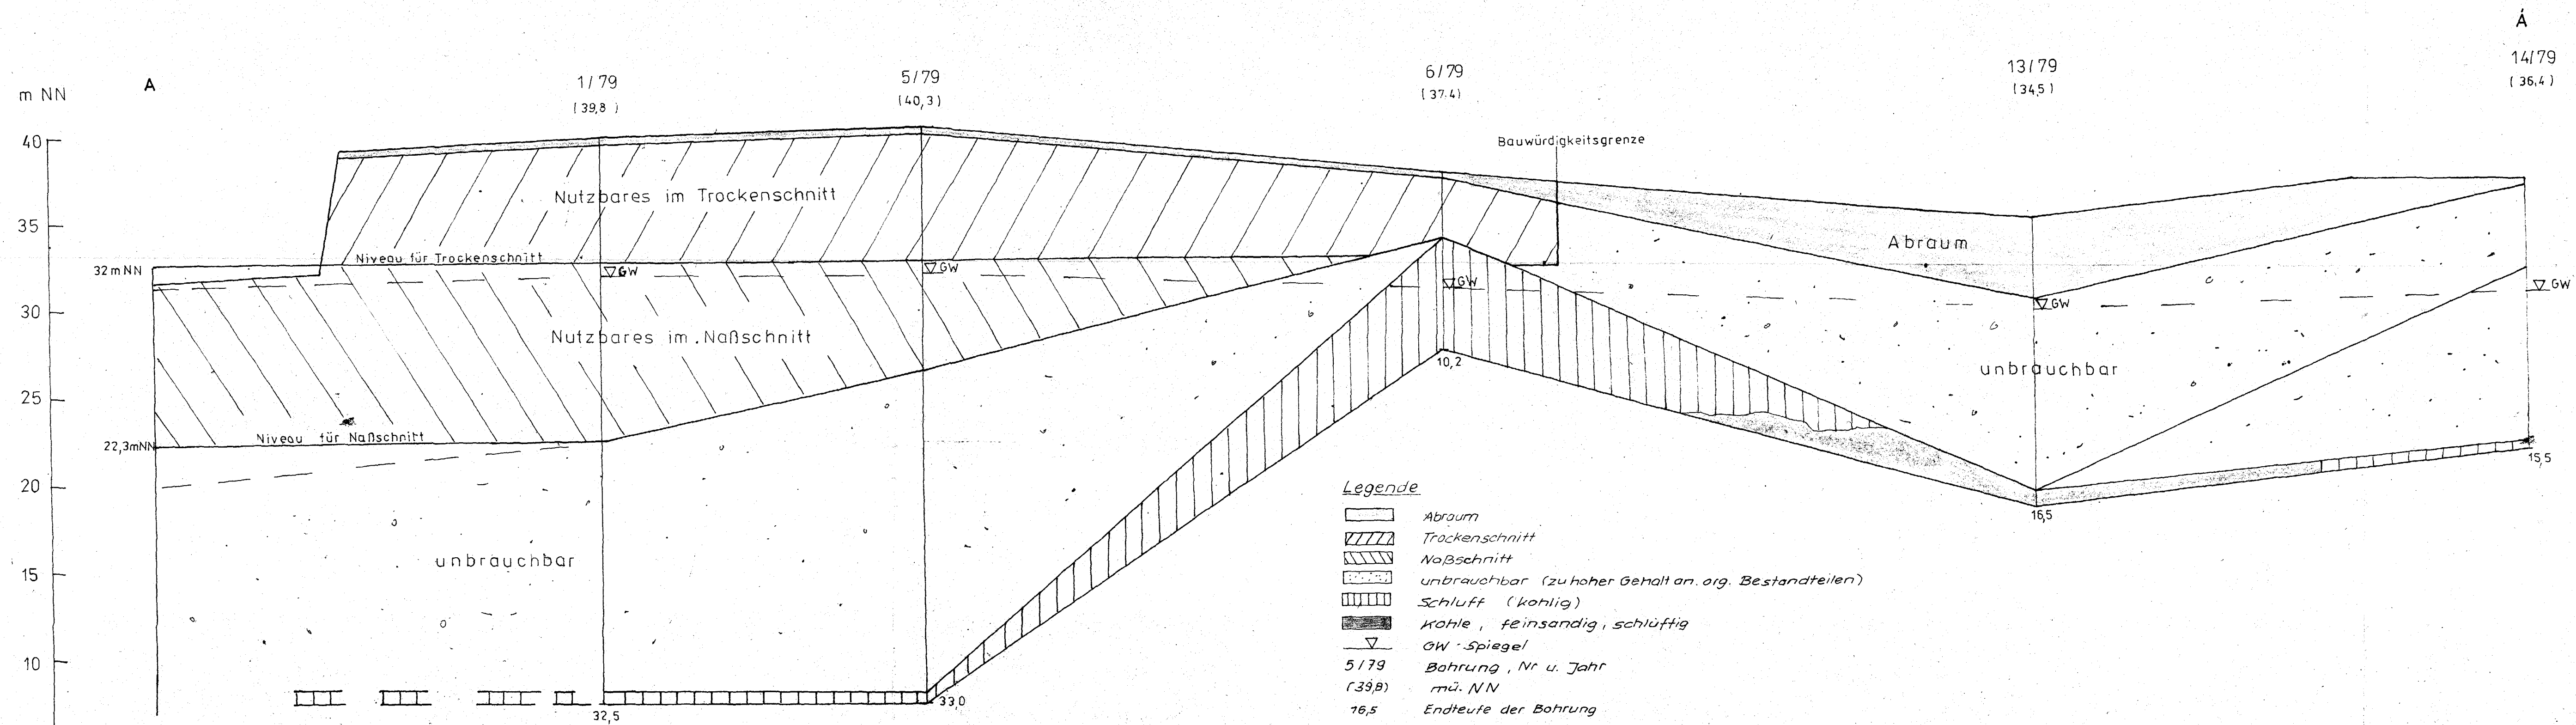 Á
m NN
A
1/79
(39,8)
5/79
(40,3)
6/79
(37.4)
13/79
(34,5)
14/79
(36,4)
40
35
30
25
20
15
10
Bauwürdigkeitsgrenze
Nutzbares im Trockenschnitt
Abraum
32 m NN
Niveau für Trockenschnitt
GW
GW
GW
GW
GW
Nutzbares im Naßschnitt
10,2
unbrauchbar
22,3mNN
Niveau für Naßschnitt
15,5
16,5
unbrauchbar
32,5
33,0
Legende
Abraum
Trockenschnitt
Naßschnitt
unbrauchbar (zu hoher Gehalt an. org. Bestandteilen)
Schluff (kohlig)
Kohle, feinsandig, schluftig
GW-Spiegel
5/79 Bohrung, Nr u. Jahr
(39,8) mü. NN
16,5 Endteufe der Bohrung